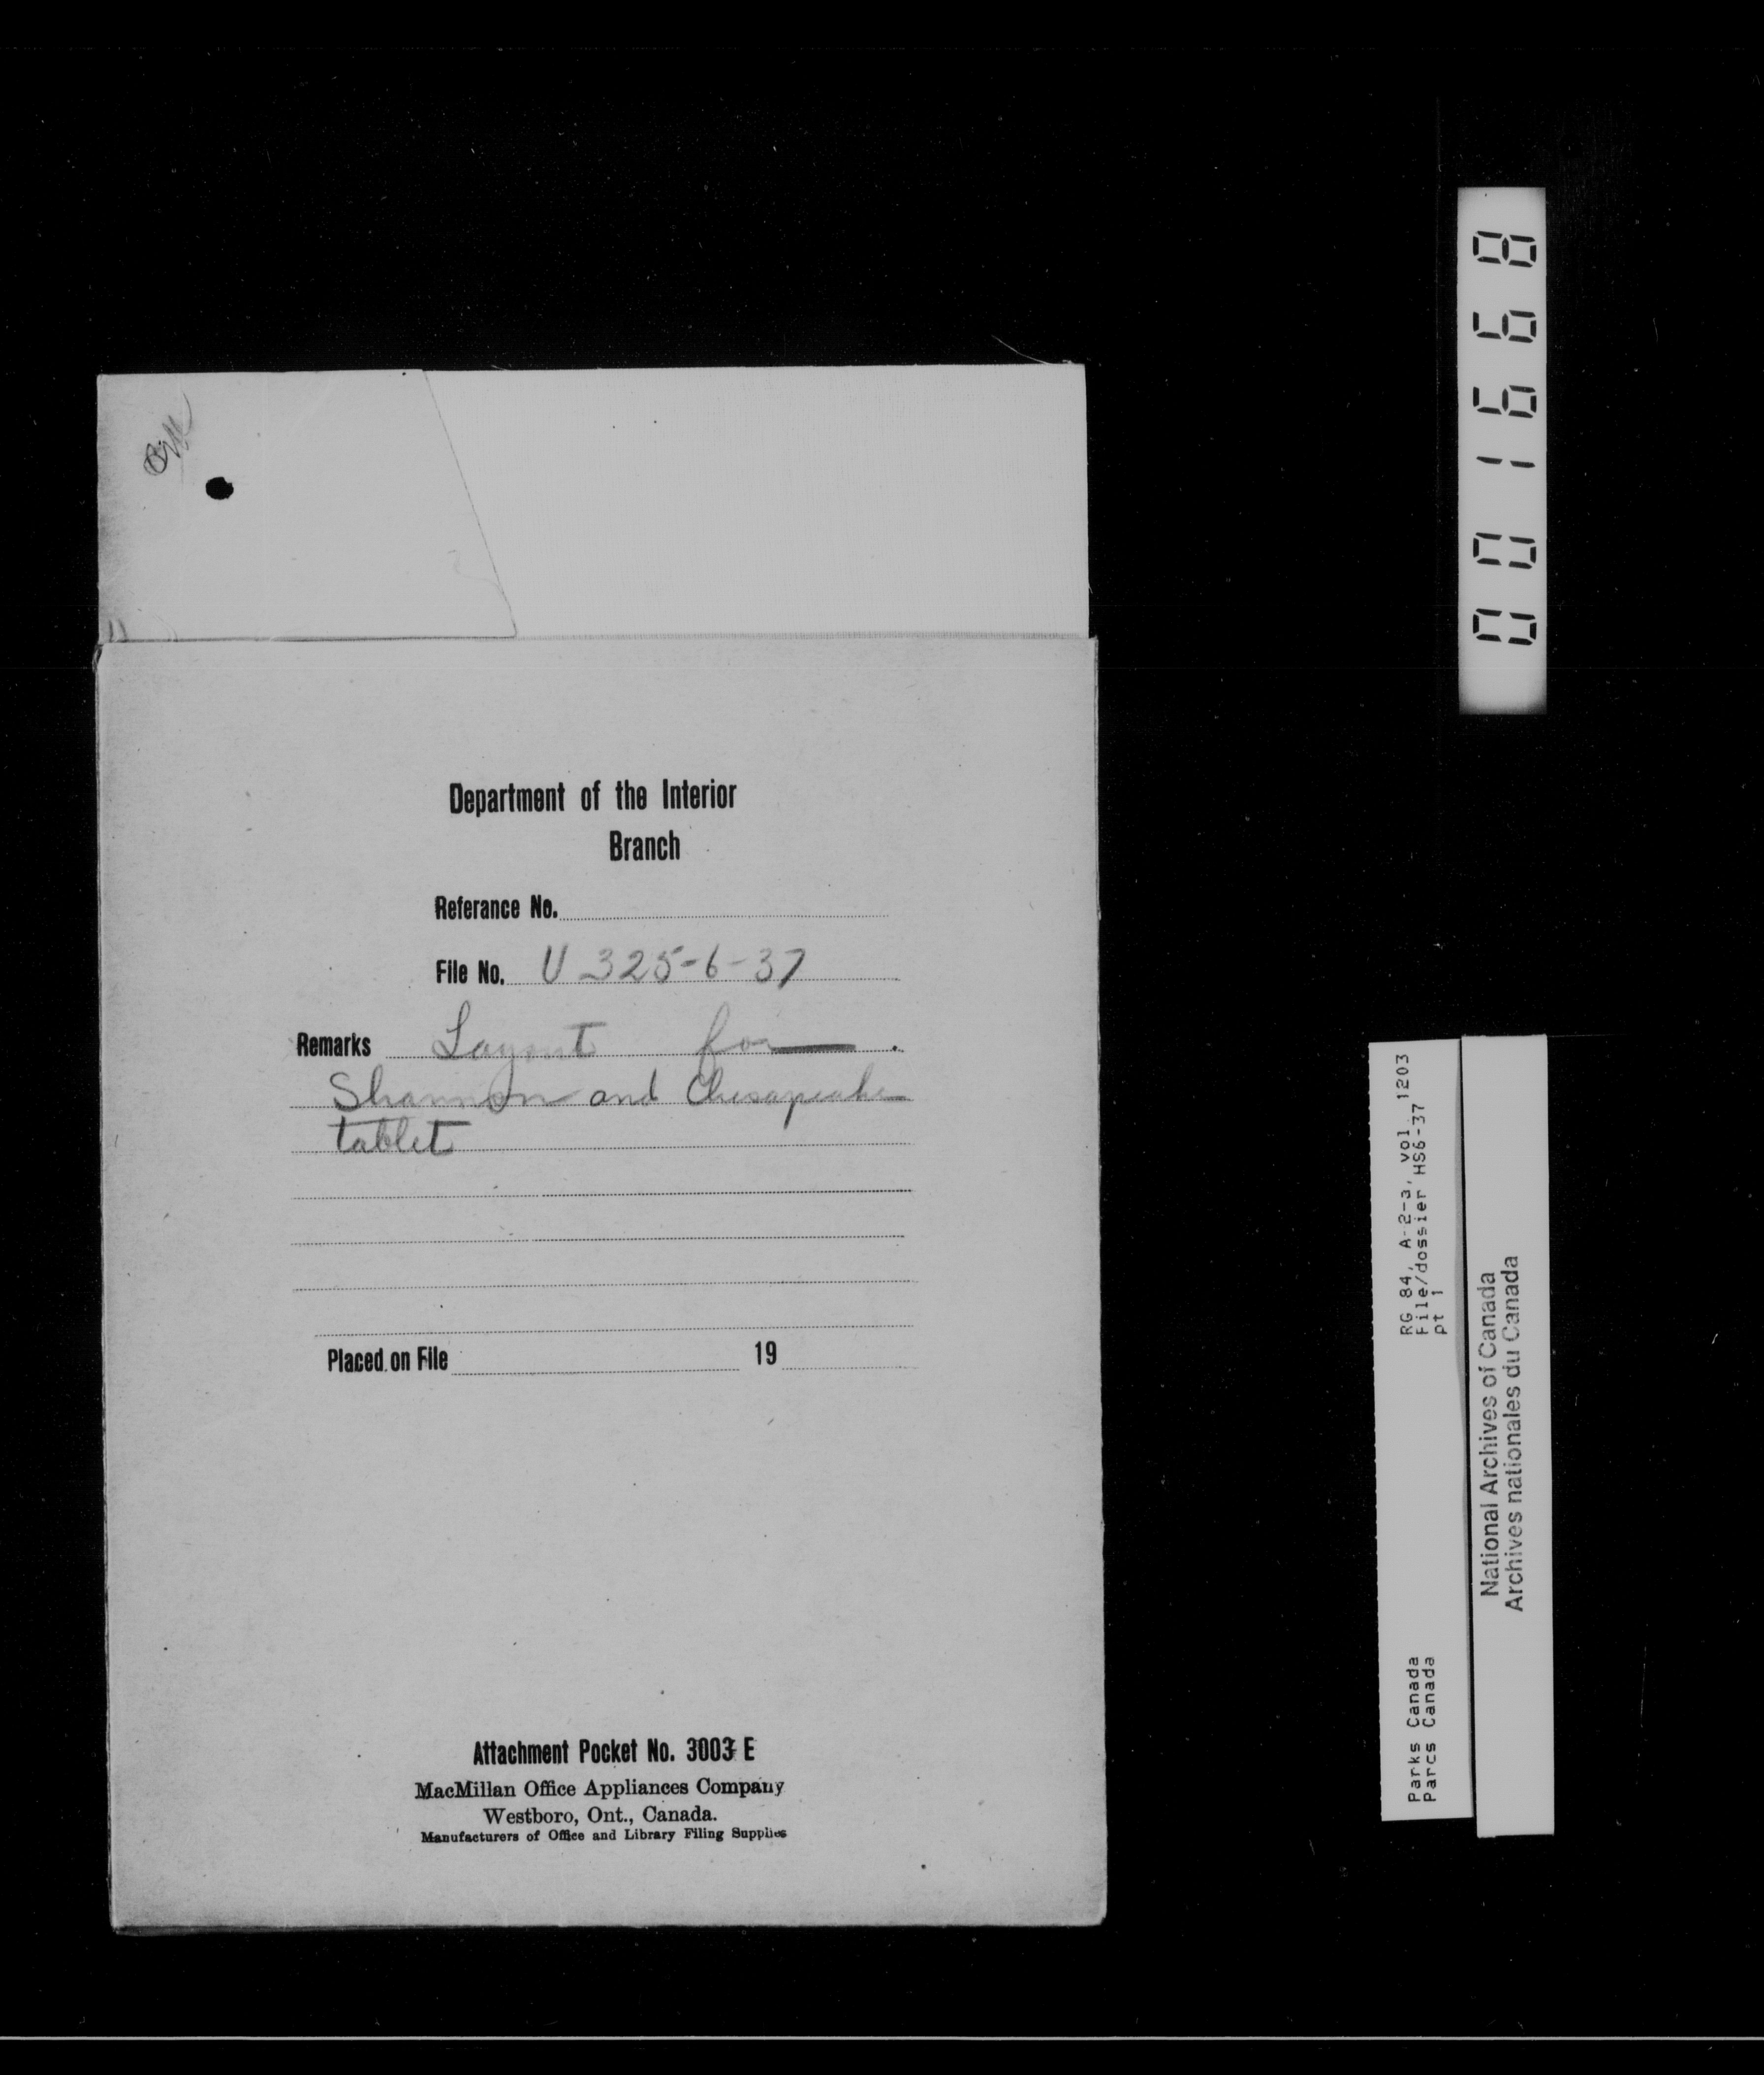 Department of the Interior
Branch
Referance No.
File No. U 325-6-37
Remarks Layout for
Shannon and Chesapeake
tablet
Placed on File 19
Attachment Pocket No. 3003 E
MacMillan Office Appliances Company
Westboro, Ont., Canada.
Manufacturers of Office and Library Filing Supplies
001668
RG 84, A-2-3, vol 1203
File/dossier HS6-37
pt 1
Parks Canada
Parcs Canada
National Archives of Canada
Archives nationales du Canada